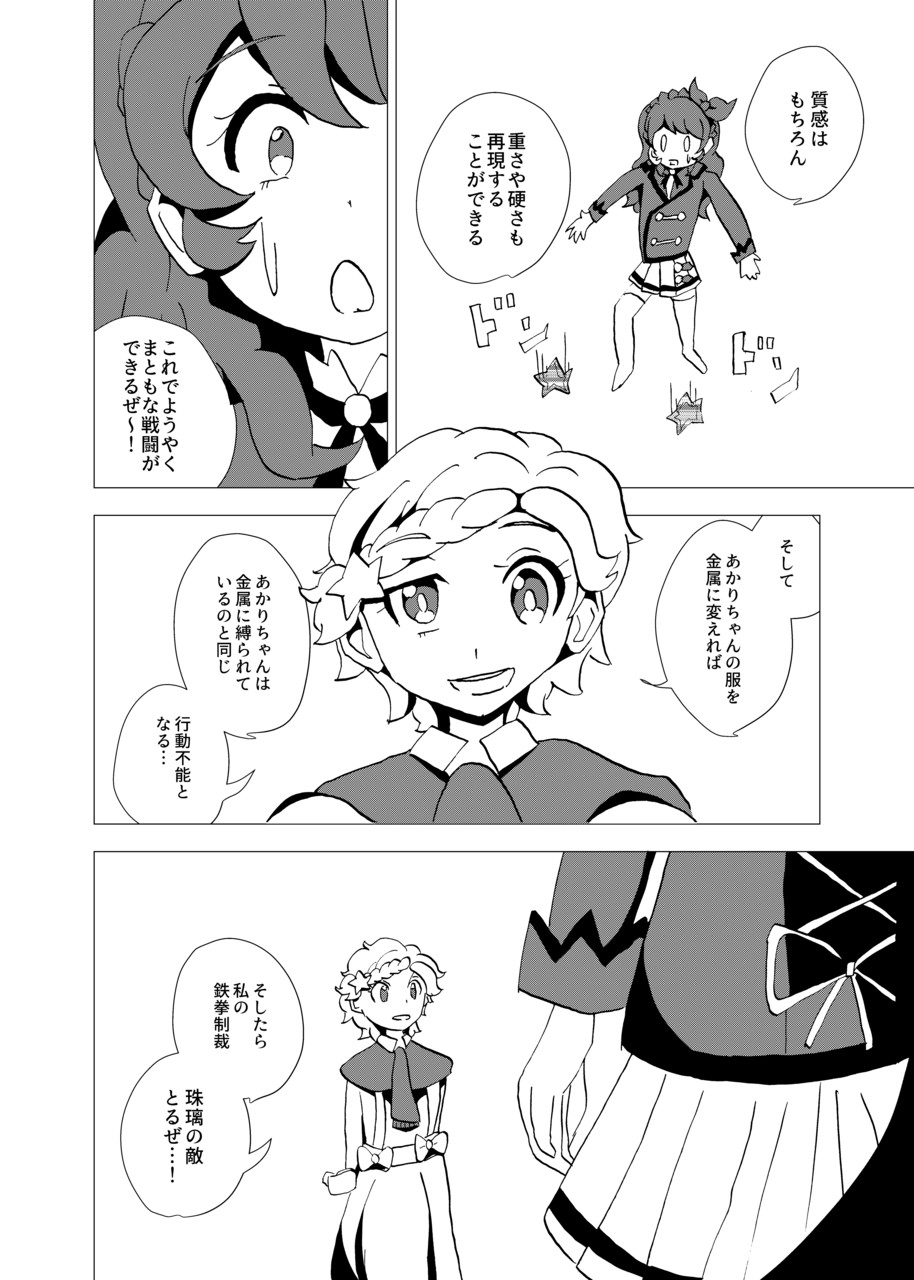 質感は
もちろん
重さや硬さも
再現する
ことができる
ドンッ
ドンッ
これでようやく
まともな戦闘が
できるぜ～！
そして
あかりちゃんの服を
金属に変えれば
あかりちゃんは
金属に縛られて
いるのと同じ
行動不能と
なる…
そしたら
私の
鉄拳制裁
珠璃の敵
とるぜ…！